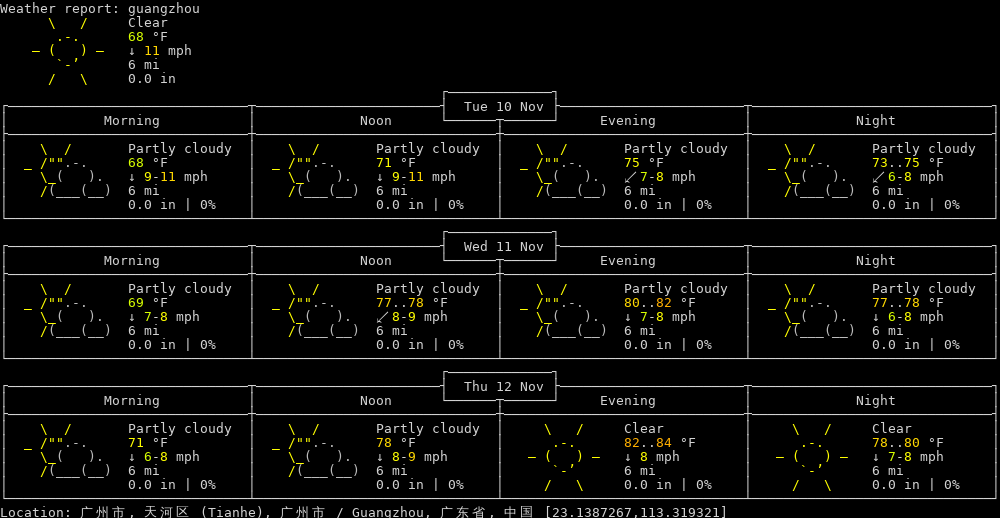 Weather report: guangzhou
Clear
68 °F
↓ 11 mph
6 mi
0.0 in
Tue 10 Nov
Morning Noon Evening Night
Partly cloudy Partly cloudy Partly cloudy Partly cloudy
68 °F 71 °F 75 °F 73..75 °F
↓ 9-11 mph ↓ 9-11 mph ↙ 7-8 mph ↙ 6-8 mph
6 mi 6 mi 6 mi 6 mi
0.0 in | 0% 0.0 in | 0% 0.0 in | 0% 0.0 in | 0%
Wed 11 Nov
Morning Noon Evening Night
Partly cloudy Partly cloudy Partly cloudy Partly cloudy
69 °F 77..78 °F 80..82 °F 77..78 °F
↓ 7-8 mph ↙ 8-9 mph ↓ 7-8 mph ↓ 6-8 mph
6 mi 6 mi 6 mi 6 mi
0.0 in | 0% 0.0 in | 0% 0.0 in | 0% 0.0 in | 0%
Thu 12 Nov
Morning Noon Evening Night
Partly cloudy Partly cloudy Clear Clear
71 °F 78 °F 82..84 °F 78..80 °F
↓ 6-8 mph ↓ 8-9 mph ↓ 8 mph ↓ 7-8 mph
6 mi 6 mi 6 mi 6 mi
0.0 in | 0% 0.0 in | 0% 0.0 in | 0% 0.0 in | 0%
Location: 广州市, 天河区 (Tianhe), 广州市 / Guangzhou, 广东省, 中国 [23.1387267,113.319321]